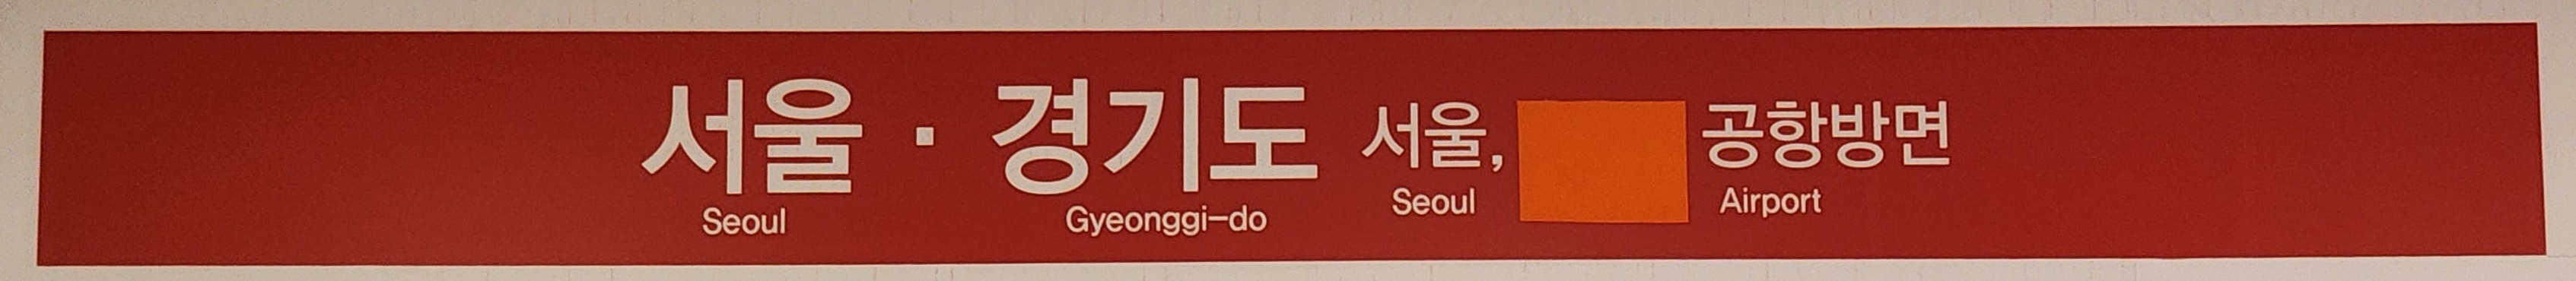 서울 · 경기도 서울, 공항방면
Seoul Gyeonggi-do Seoul Airport